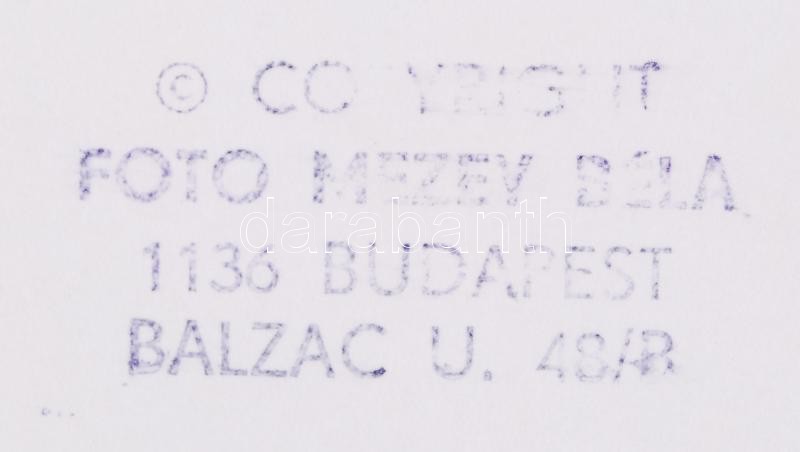 © COPYRIGHT
FOTO MEZEY BÉLA
darabanth
1136 BUDAPEST
BALZAC U. 48/B